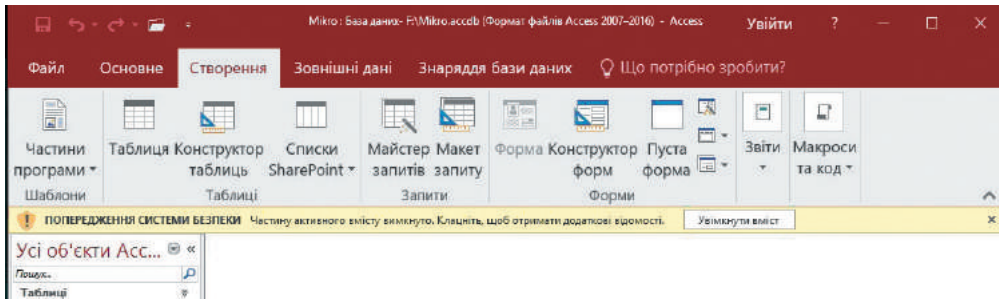 Mikro : База даних- F:\Mikro.accdb (Формат файлів Access 2007–2016) - Access Увійти ?
Файл Основне Створення Зовнішні дані Знаряддя бази даних Що потрібно зробити?
Частини програми
Таблиця
Конструктор таблиць
Списки SharePoint
Майстер запитів
Макет запиту
Форма
Конструктор форм
Пуста форма
Звіти
Макроси та код
Шаблони Таблиці Запити Форми
ПОПЕРЕДЖЕННЯ СИСТЕМИ БЕЗПЕКИ Частину активного вмісту вимкнуто. Клацніть, щоб отримати додаткові відомості. Увімкнути вміст
Усі об'єкти Acc...
Пошук..
Таблиці